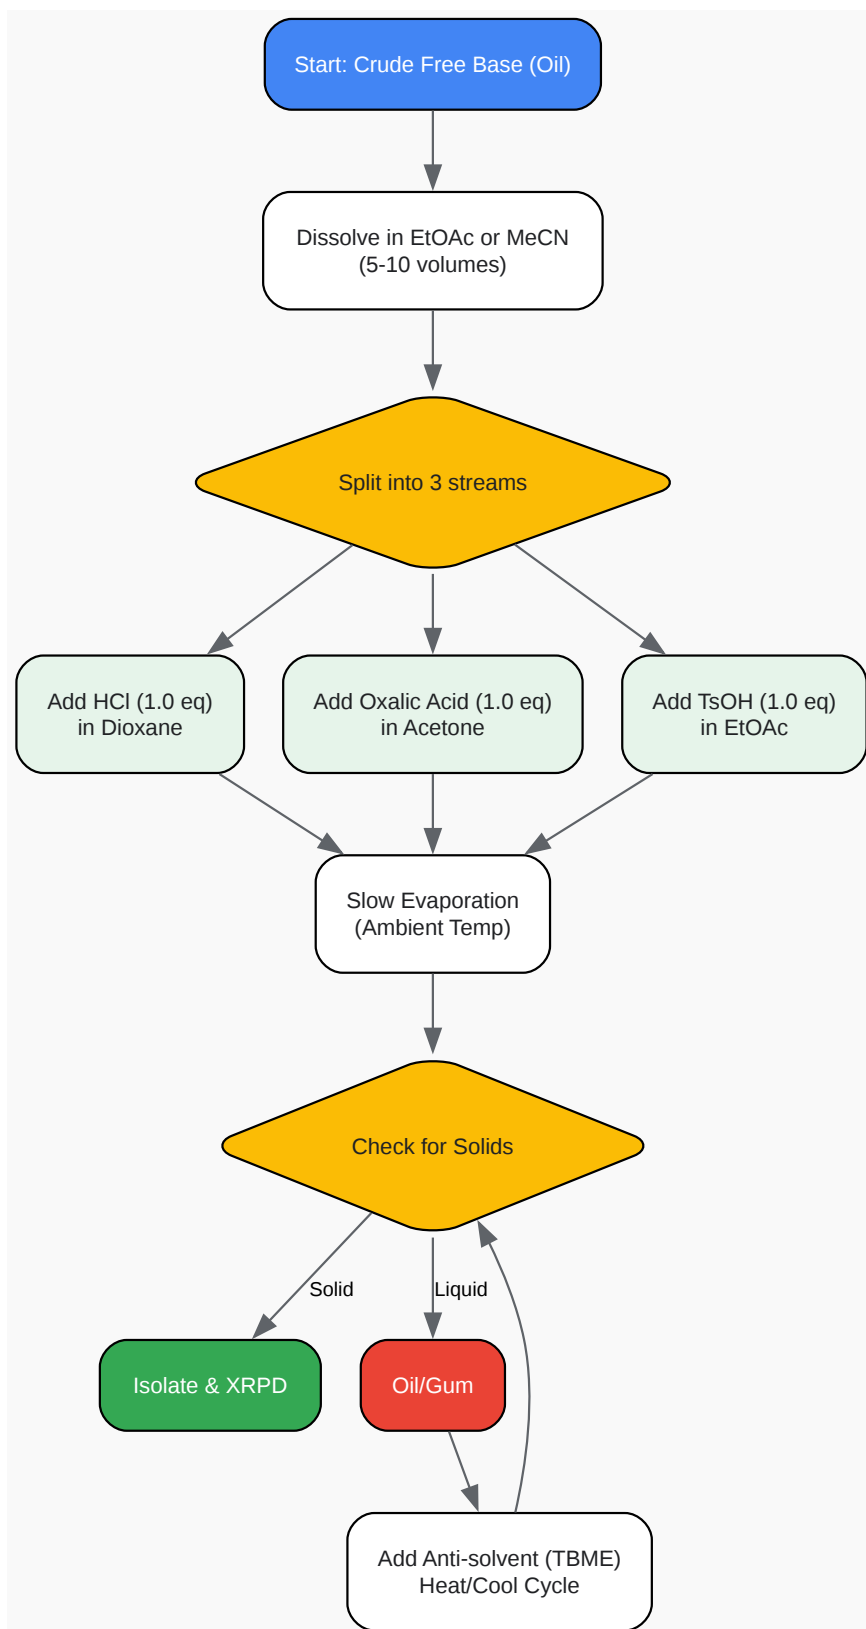 Start: Crude Free Base (Oil)
Dissolve in EtOAc or MeCN
(5-10 volumes)
Split into 3 streams
Add HCl (1.0 eq)
in Dioxane
Add Oxalic Acid (1.0 eq)
in Acetone
Add TsOH (1.0 eq)
in EtOAc
Slow Evaporation
(Ambient Temp)
Check for Solids
Solid
Liquid
Isolate & XRPD
Oil/Gum
Add Anti-solvent (TBME)
Heat/Cool Cycle